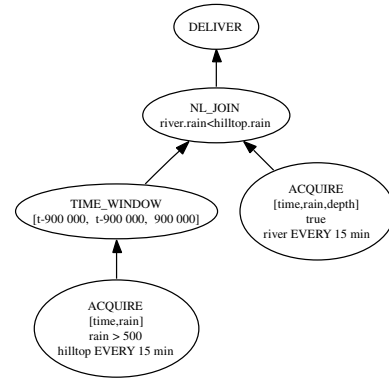 DELIVER
NL_JOIN
river.rain<hilltop.rain
TIME_WINDOW
[t-900 000, t-900 000, 900 000]
ACQUIRE
[time,rain,depth]
true
river EVERY 15 min
ACQUIRE
[time,rain]
rain > 500
hilltop EVERY 15 min